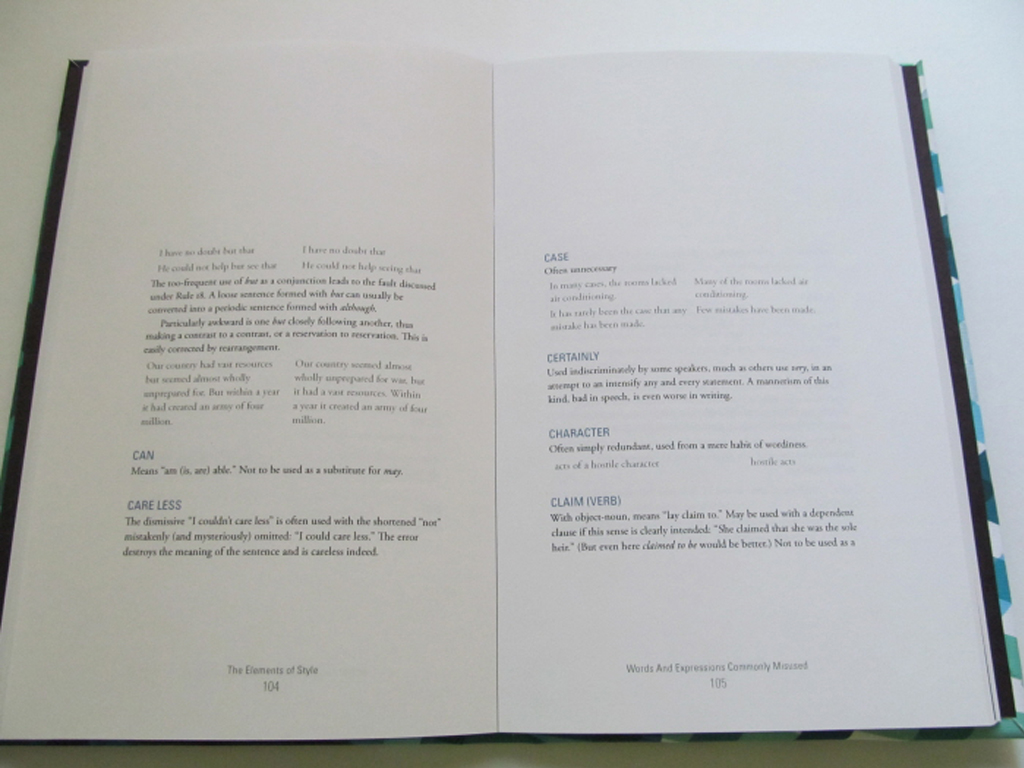 I have no doubt but that
I have no doubt that
He could not help but see that
He could not help seeing that
The too-frequent use of but as a conjunction leads to the fault discussed
under Rule 18. A loose sentence formed with but can usually be
converted into a periodic sentence formed with although.
Particularly awkward is one but closely following another, thus
making a contrast to a contrast, or a reservation to reservation. This is
easily corrected by rearrangement.
Our country had vast resources
but seemed almost wholly
unprepared for. But within a year
it had created an army of four
million.
Our country seemed almost
wholly unprepared for war, but
it had a vast resources. Within
a year it created an army of four
million.
CAN
Means "am (is, are) able." Not to be used as a substitute for may.
CARE LESS
The dismissive "I couldn't care less" is often used with the shortened "not"
mistakenly (and mysteriously) omitted: "I could care less." The error
destroys the meaning of the sentence and is careless indeed.
The Elements of Style
104
CASE
Often unnecessary
In many cases, the rooms lacked
air conditioning.
Many of the rooms lacked air
conditioning.
It has rarely been the case that any
mistake has been made.
Few mistakes have been made.
CERTAINLY
Used indiscriminately by some speakers, much as others use very, in an
attempt to an intensify any and every statement. A mannerism of this
kind, bad in speech, is even worse in writing.
CHARACTER
Often simply redundant, used from a mere habit of wordiness.
acts of a hostile character
hostile acts
CLAIM (VERB)
With object-noun, means "lay claim to." May be used with a dependent
clause if this sense is clearly intended: "She claimed that she was the sole
heir." (But even here claimed to be would be better.) Not to be used as a
Words And Expressions Commonly Misused
105